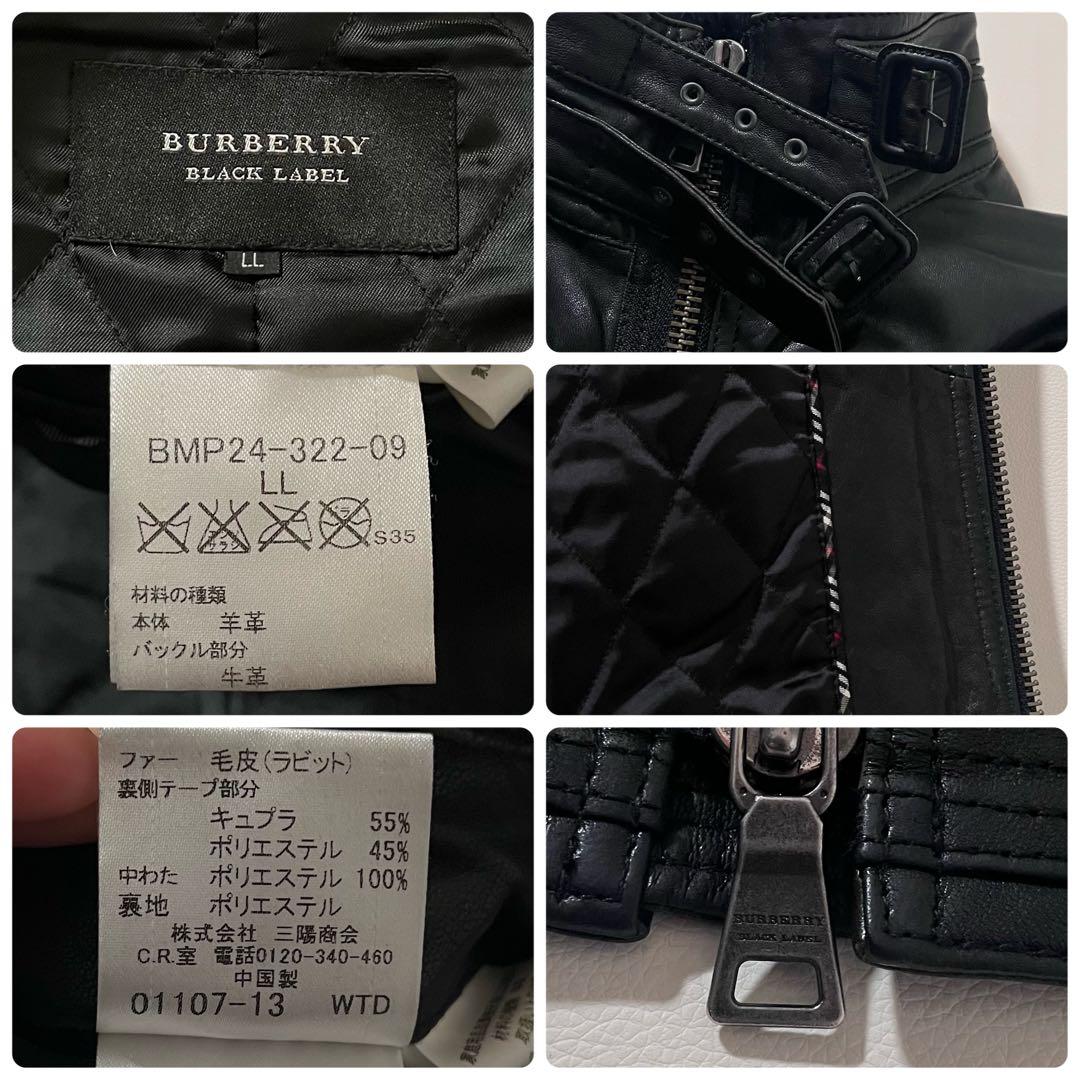 BURBERRY
BLACK LABEL
LL
BMP24-322-09
LL
S35
材料の種類
本体 羊革
バックル部分
牛革
ファー 毛皮(ラビット)
裏側テープ部分
キュプラ 55%
ポリエステル 45%
中わた ポリエステル 100%
裏地 ポリエステル
株式会社 三陽商会
C.R.室 電話0120-340-460
中国製
01107-13 WTD
BURBERRY
BLACK LABEL